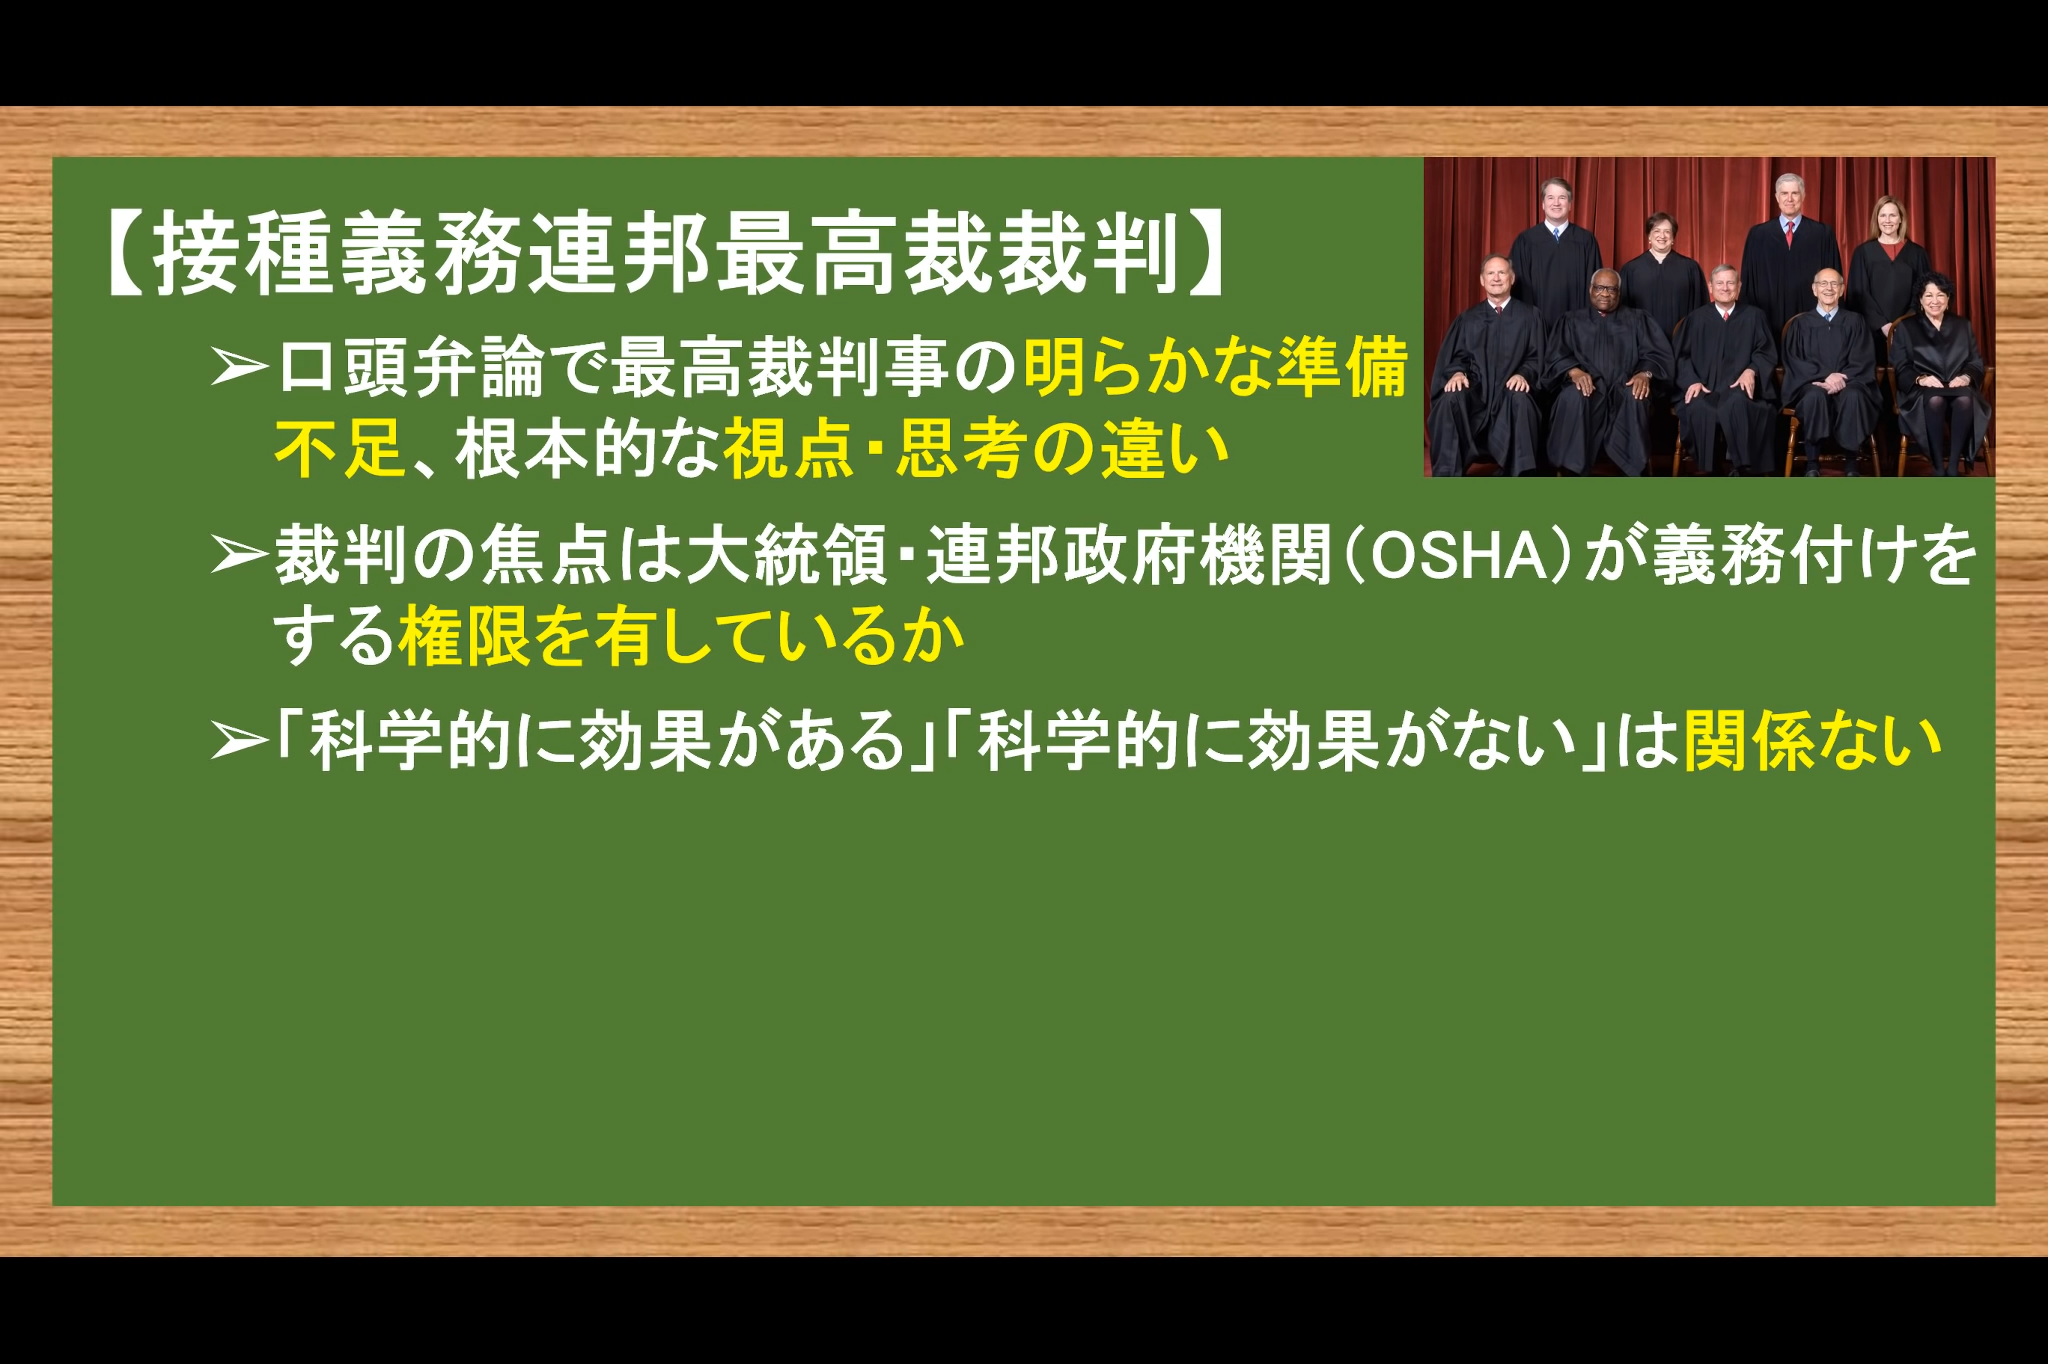 【接種義務連邦最高裁裁判】
➢口頭弁論で最高裁判事の明らかな準備
不足、根本的な視点・思考の違い
➢裁判の焦点は大統領・連邦政府機関（OSHA）が義務付けを
する権限を有しているか
➢「科学的に効果がある」「科学的に効果がない」は関係ない